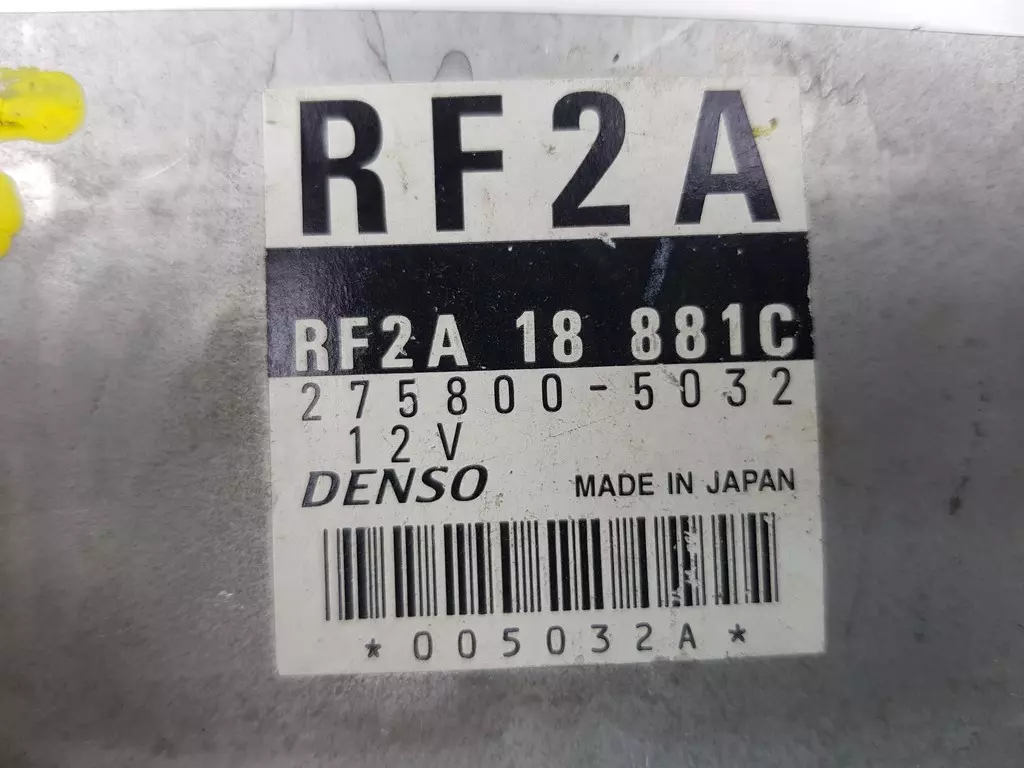 RF2A
RF2A 18 881C
275800-5032
12V
DENSO MADE IN JAPAN
*005032A*